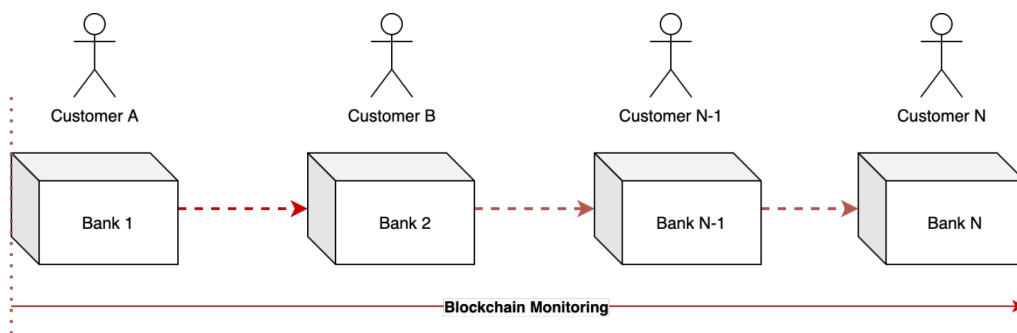 Customer A
Customer B
Customer N-1
Customer N
Bank 1
Bank 2
Bank N-1
Bank N
Blockchain Monitoring